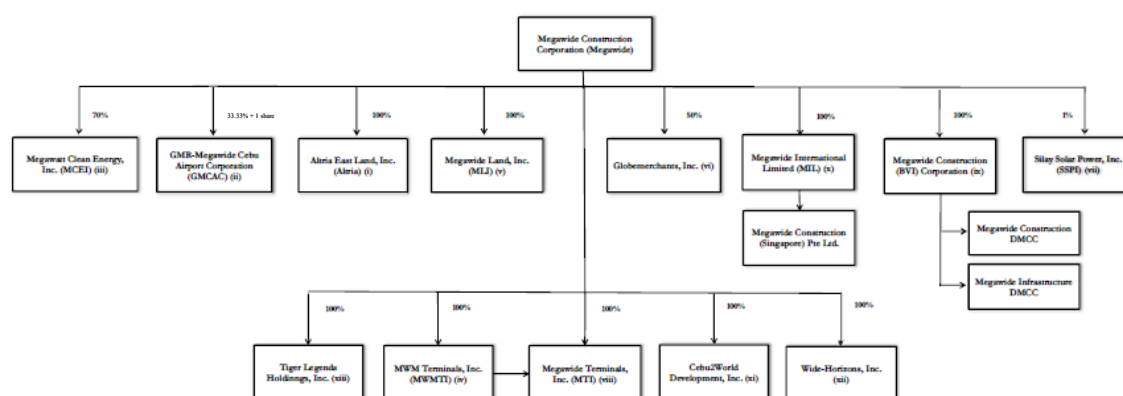 Megawide Construction
Corporation (Megawide)
70%
33.33% + 1 share
100%
100%
50%
100%
100%
1%
Megawatt Clean Energy,
Inc. (MCEI) (iii)
GMR-Megawide Cebu
Airport Corporation
(GMCAC) (ii)
Altria East Land, Inc.
(Altria) (i)
Megawide Land, Inc.
(MLI) (v)
Globemerchants, Inc. (vi)
Megawide International
Limited (MIL) (x)
Megawide Construction
(BVI) Corporation (ix)
Silay Solar Power, Inc.
(SSPI) (vii)
Megawide Construction
(Singapore) Pte Ltd.
Megawide Construction
DMCC
Megawide Infrastructure
DMCC
100%
100%
100%
100%
100%
Tiger Legends
Holdinngs, Inc. (xiii)
MWM Terminals, Inc.
(MWMTI) (iv)
Megawide Terminals,
Inc. (MTI) (viii)
Cebu2World
Development, Inc. (xi)
Wide-Horizons, Inc.
(xii)